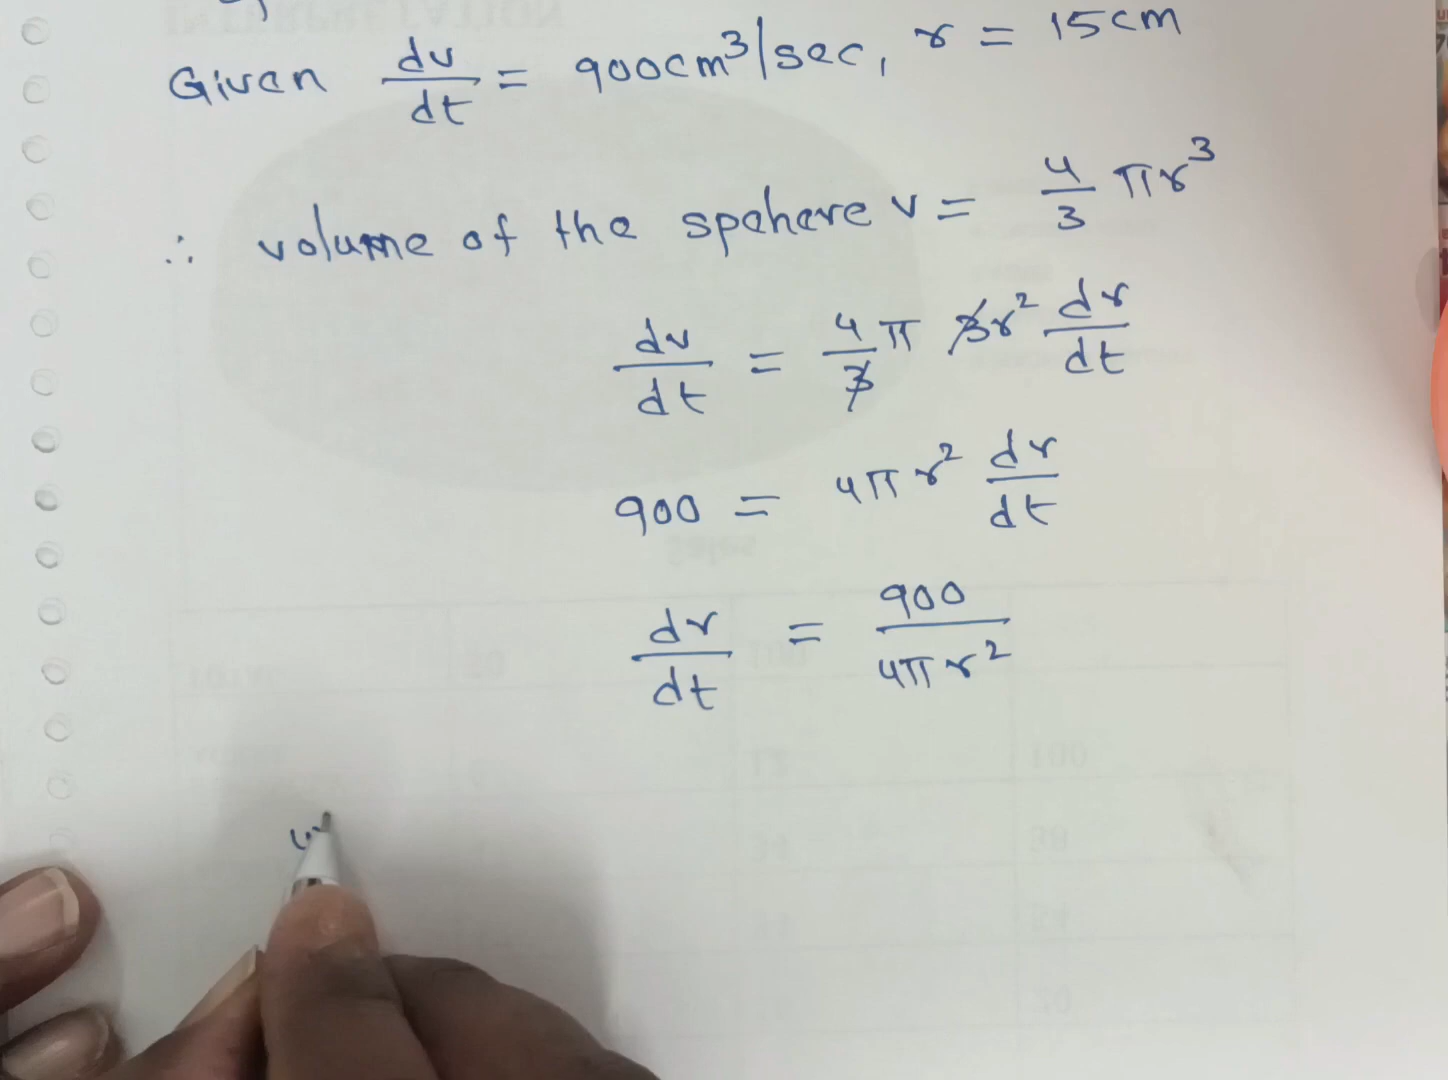 Given dv/dt = 900cm³/sec, r = 15cm
∴ volume of the spehere v = 4/3 πr³
dv/dt = 4/3 π 3r² dr/dt
900 = 4πr² dr/dt
dr/dt = 900/4πr²